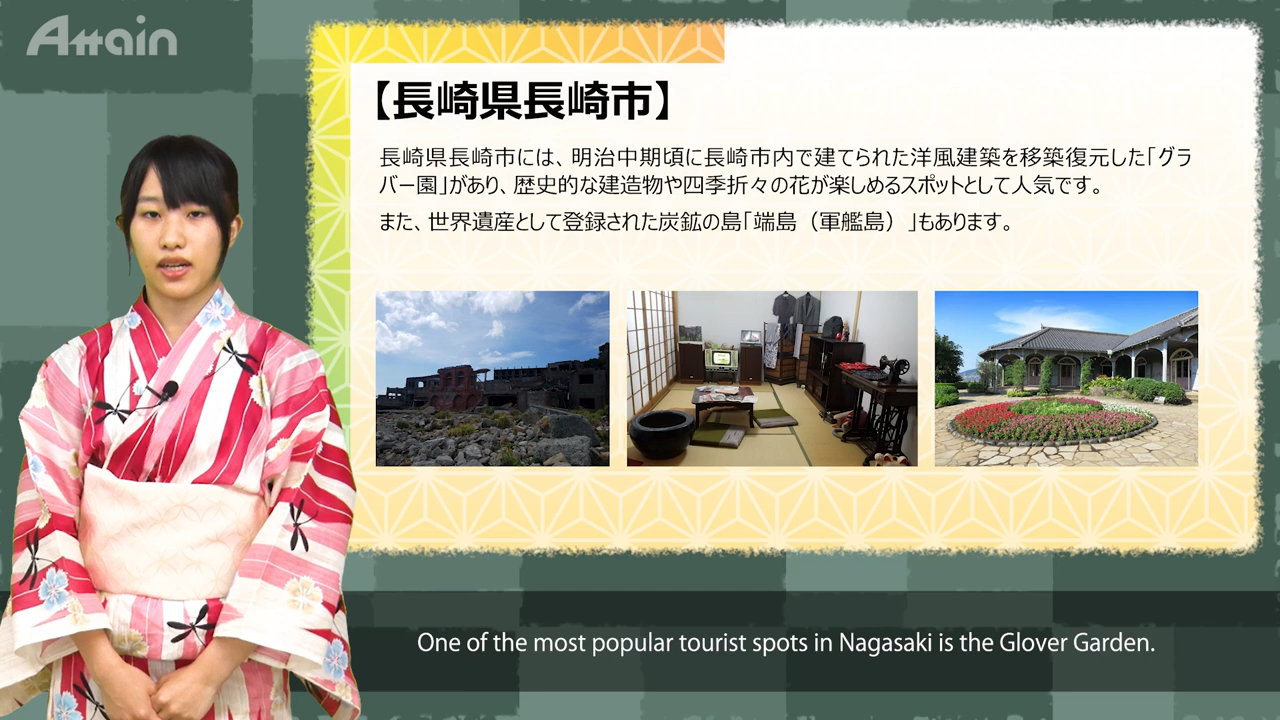 Attain
【長崎県長崎市】
長崎県長崎市には、明治中期頃に長崎市内で建てられた洋風建築を移築復元した「グラ
バー園」があり、歴史的な建造物や四季折々の花が楽しめるスポットとして人気です。
また、世界遺産として登録された炭鉱の島「端島（軍艦島）」もあります。
One of the most popular tourist spots in Nagasaki is the Glover Garden.